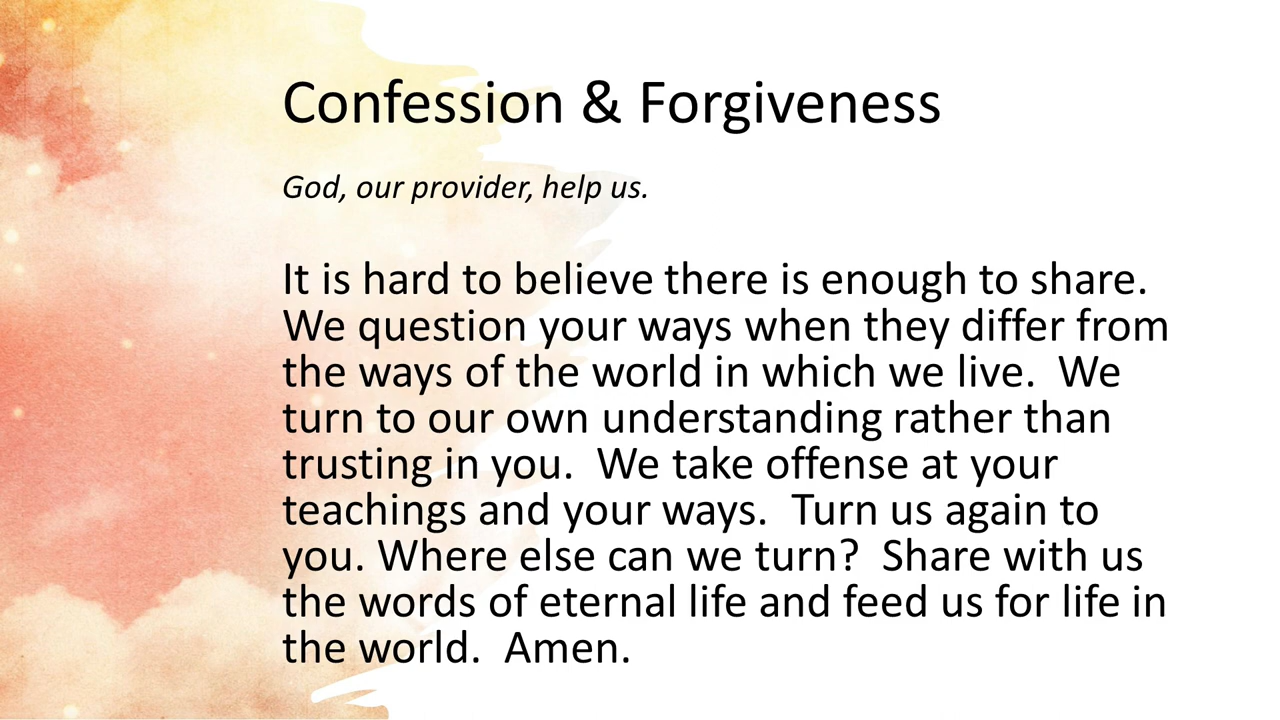 Confession & Forgiveness
God, our provider, help us.
It is hard to believe there is enough to share.
We question your ways when they differ from
the ways of the world in which we live.  We
turn to our own understanding rather than
trusting in you.  We take offense at your
teachings and your ways.  Turn us again to
you. Where else can we turn?  Share with us
the words of eternal life and feed us for life in
the world.  Amen.